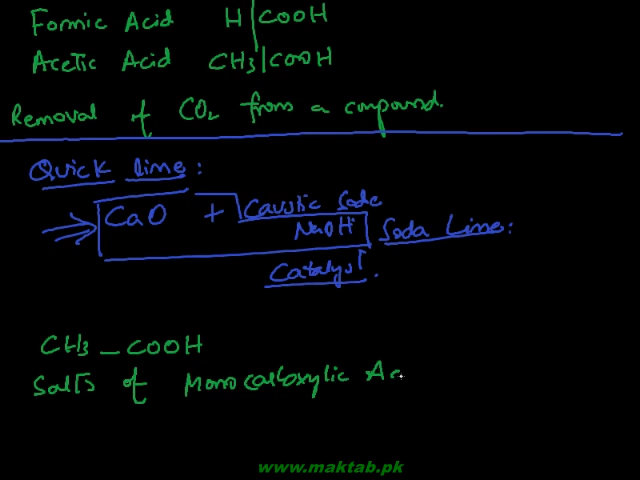 Formic Acid H | COOH
Acetic Acid CH3 | COOH
Removal of CO2 from a compound.
Quick lime:
CaO + Caustic Soda
NaOH Soda Lime:
Catalyst.
CH3 - COOH
Salts of Monocarboxylic Ac
www.maktab.pk